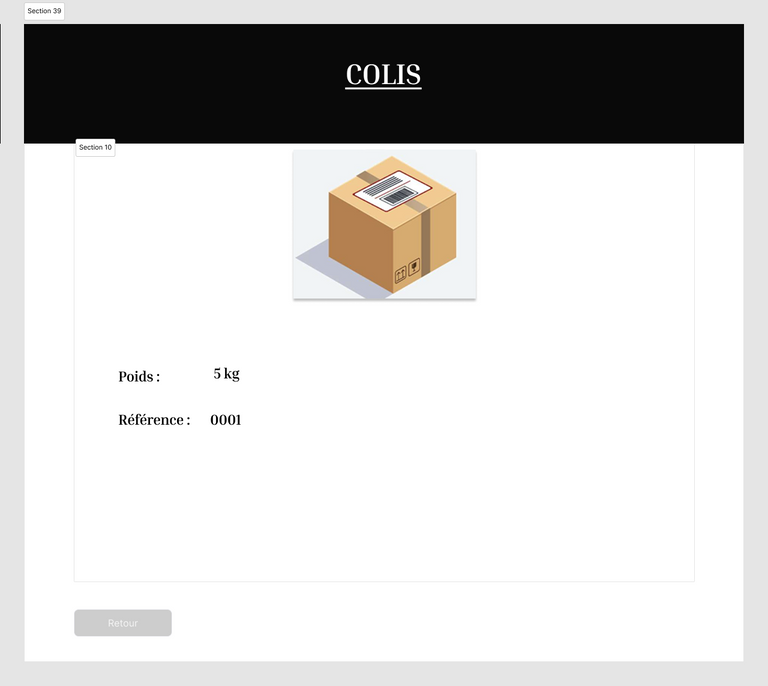 Section 39
COLIS
Section 10
Poids : 5 kg
Référence : 0001
Retour